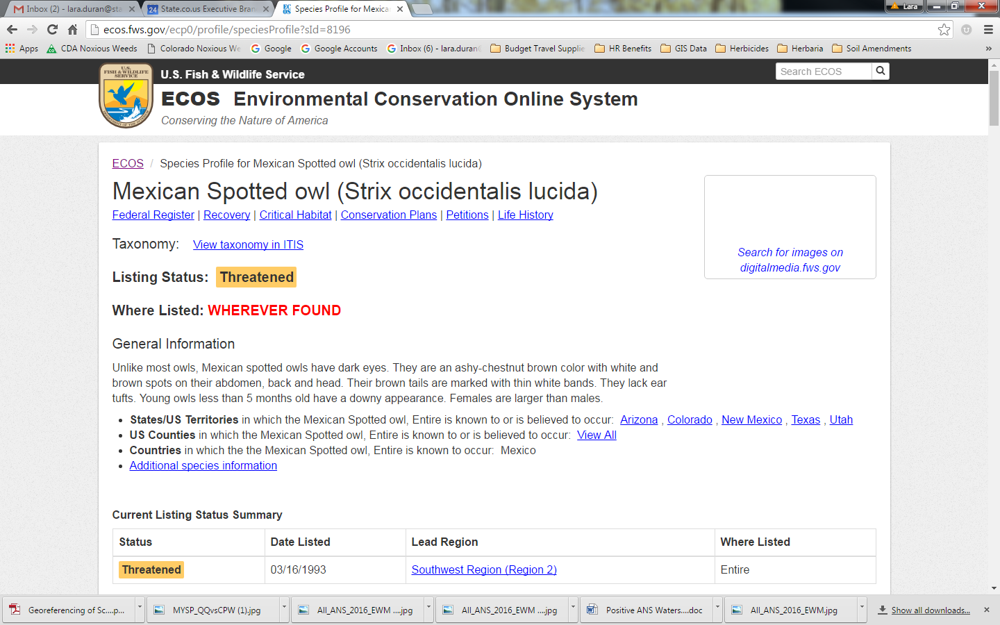 Inbox (2) - lara.duran@sta
State.co.us Executive Bran
Species Profile for Mexican
Lara
ecos.fws.gov/ecp0/profile/speciesProfile?sId=8196
Apps
CDA Noxious Weeds
Colorado Noxious We
Google
Google Accounts
Inbox (6) - lara.duran
Budget Travel Supplie
HR Benefits
GIS Data
Herbicides
Herbaria
Soil Amendments
»
U.S.
FISH & WILDLIFE
SERVICE
U.S. Fish & Wildlife Service
Search ECOS
ECOS Environmental Conservation Online System
Conserving the Nature of America
ECOS / Species Profile for Mexican Spotted owl (Strix occidentalis lucida)
Mexican Spotted owl (Strix occidentalis lucida)
Federal Register | Recovery | Critical Habitat | Conservation Plans | Petitions | Life History
Search for images on
digitalmedia.fws.gov
Taxonomy: View taxonomy in ITIS
Listing Status: Threatened
Where Listed: WHEREVER FOUND
General Information
Unlike most owls, Mexican spotted owls have dark eyes. They are an ashy-chestnut brown color with white and
brown spots on their abdomen, back and head. Their brown tails are marked with thin white bands. They lack ear
tufts. Young owls less than 5 months old have a downy appearance. Females are larger than males.
• States/US Territories in which the Mexican Spotted owl, Entire is known to or is believed to occur: Arizona , Colorado , New Mexico , Texas , Utah
• US Counties in which the Mexican Spotted owl, Entire is known to or is believed to occur: View All
• Countries in which the the Mexican Spotted owl, Entire is known to occur: Mexico
• Additional species information
Current Listing Status Summary
Status Date Listed Lead Region Where Listed
Threatened 03/16/1993 Southwest Region (Region 2) Entire
Georeferencing of Sc....p...
MYSP_QQvsCPW (1).jpg
All_ANS_2016_EWM ....jpg
All_ANS_2016_EWM ....jpg
Positive ANS Waters....doc
All_ANS_2016_EWM.jpg
Show all downloads...